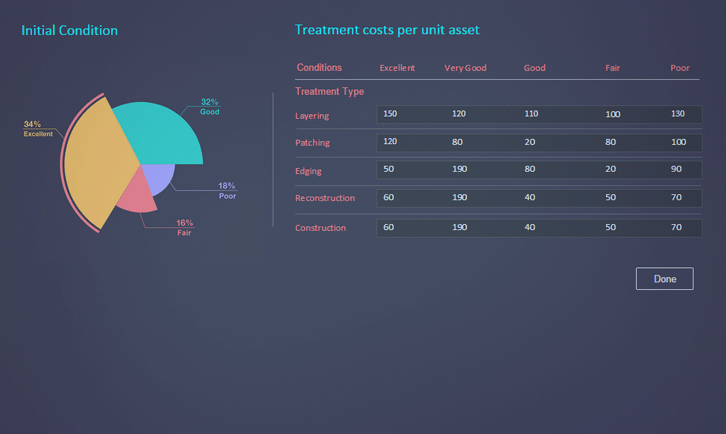 Initial Condition
Treatment costs per unit asset
34%
Excellent
32%
Good
18%
Poor
16%
Fair
Conditions Excellent Very Good Good Fair Poor
Treatment Type
Layering 150 120 110 100 130
Patching 120 80 20 80 100
Edging 50 190 80 20 90
Reconstruction 60 190 40 50 70
Construction 60 190 40 50 70
Done